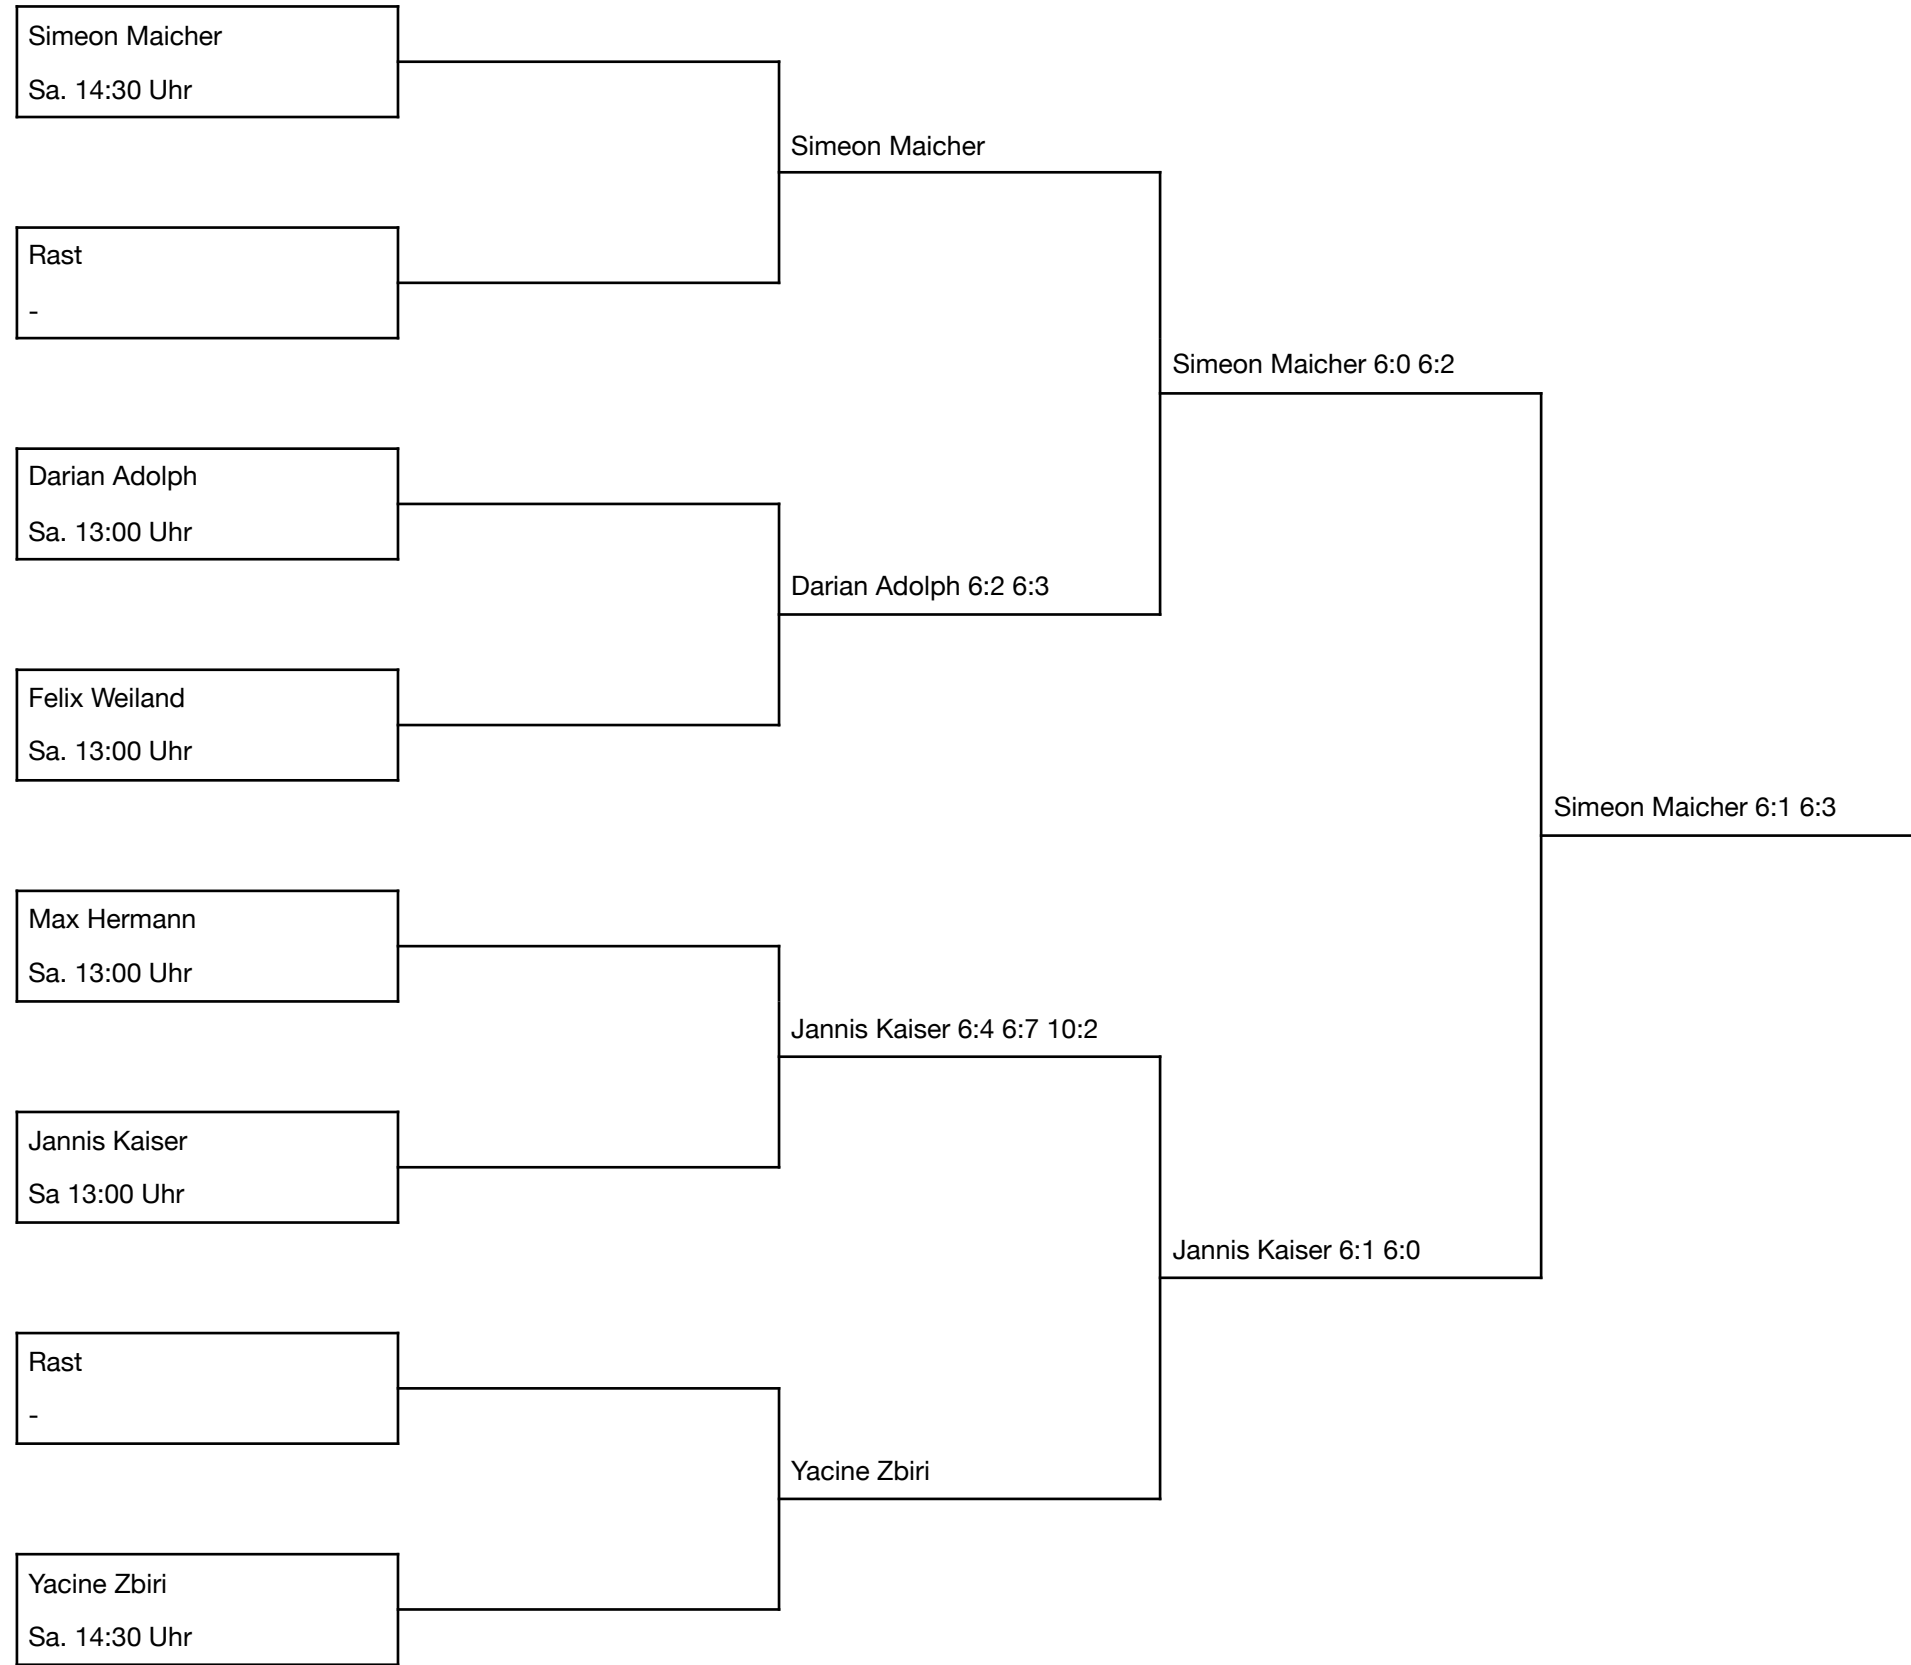 Simeon Maicher
Sa. 14:30 Uhr
Rast
-
Darian Adolph
Sa. 13:00 Uhr
Felix Weiland
Sa. 13:00 Uhr
Max Hermann
Sa. 13:00 Uhr
Jannis Kaiser
Sa 13:00 Uhr
Rast
-
Yacine Zbiri
Sa. 14:30 Uhr
Simeon Maicher
Darian Adolph 6:2 6:3
Jannis Kaiser 6:4 6:7 10:2
Yacine Zbiri
Simeon Maicher 6:0 6:2
Jannis Kaiser 6:1 6:0
Simeon Maicher 6:1 6:3